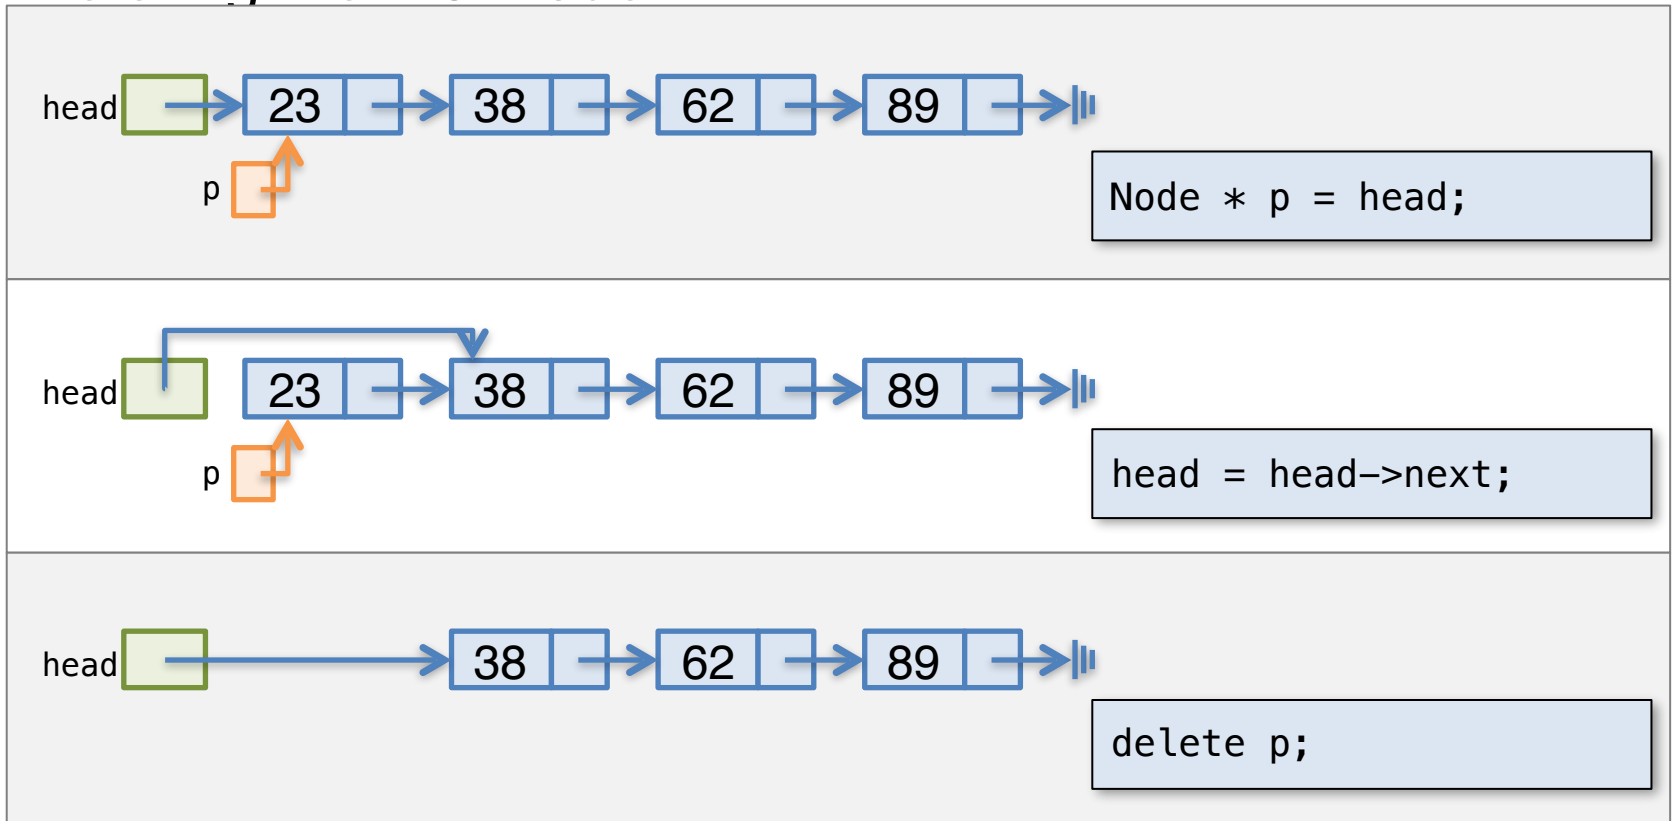 head 23 38 62 89
p
Node * p = head;
head 23 38 62 89
p
head = head->next;
head 38 62 89
delete p;